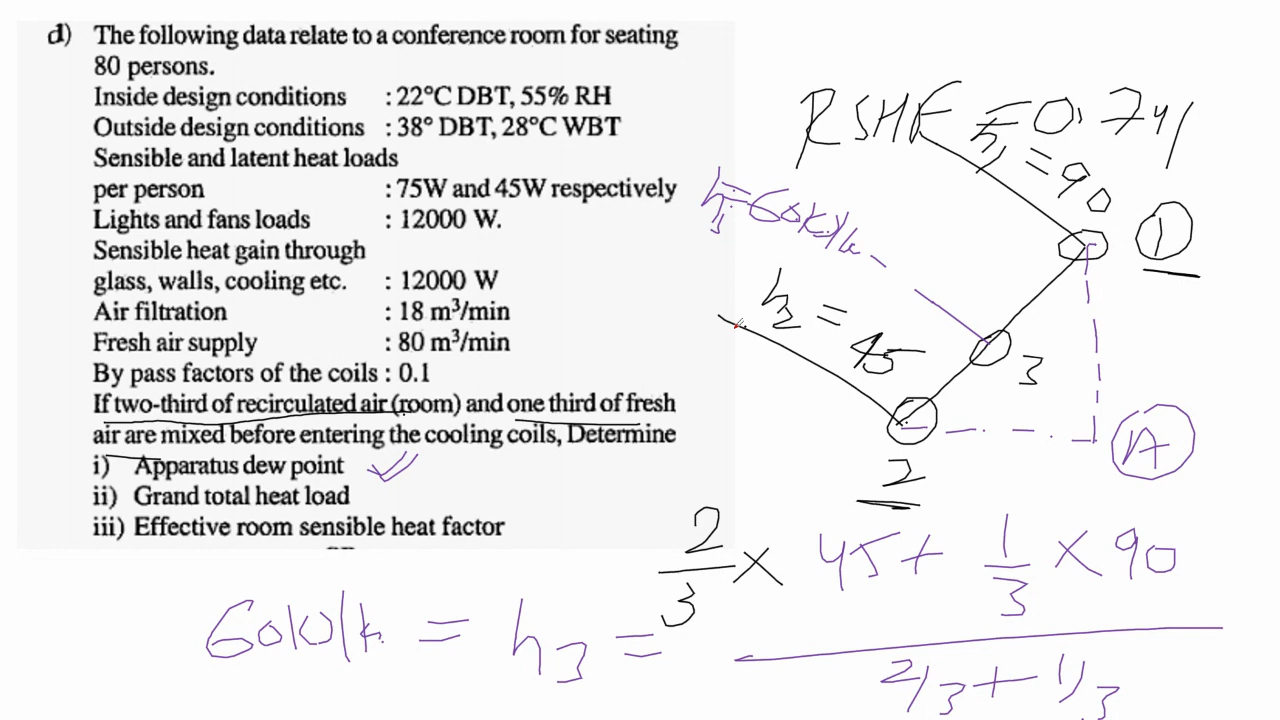 d) The following data relate to a conference room for seating
80 persons.
Inside design conditions : 22°C DBT, 55% RH
Outside design conditions : 38° DBT, 28°C WBT
Sensible and latent heat loads
per person : 75W and 45W respectively
Lights and fans loads : 12000 W.
Sensible heat gain through
glass, walls, cooling etc. : 12000 W
Air filtration : 18 m³/min
Fresh air supply : 80 m³/min
By pass factors of the coils : 0.1
If two-third of recirculated air (room) and one third of fresh
air are mixed before entering the cooling coils, Determine
i) Apparatus dew point
ii) Grand total heat load
iii) Effective room sensible heat factor
RSHF = 0.741
h1 = 90
1
h3 = 60 kJ/k
h2 = 45
3
A
2
2/3 × 45 + 1/3 × 90
60 kJ/k = h3 =
2/3 + 1/3